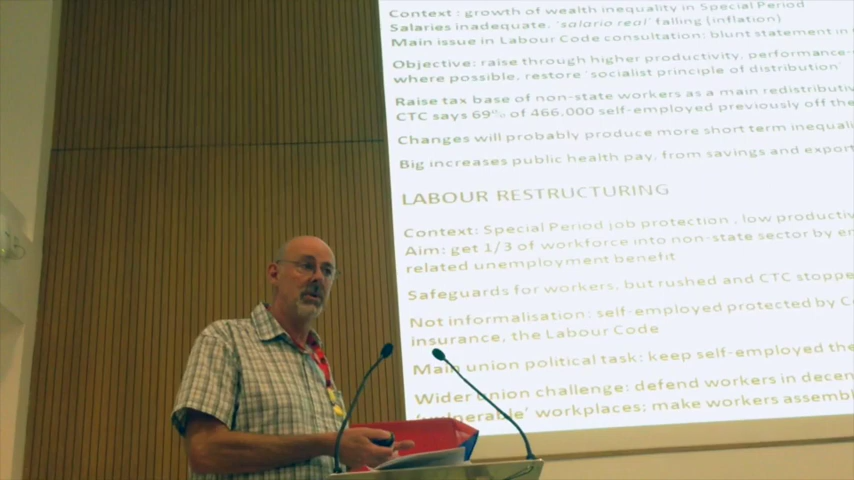 Context : growth of wealth inequality in Special Period
Salaries inadequate, 'salario real' falling (inflation)
Main issue in Labour Code consultation: blunt statement in
Objective: raise through higher productivity, performance-
where possible, restore 'socialist principle of distribution'
Raise tax base of non-state workers as a main redistributiv
CTC says 69% of 466,000 self-employed previously off the
Changes will probably produce more short term inequali
Big increases public health pay, from savings and export
LABOUR RESTRUCTURING
Context: Special Period job protection , low productiv
Aim: get 1/3 of workforce into non-state sector by
related unemployment benefit
Safeguards for workers, but rushed and CTC stoppe
Not informalisation: self-employed protected by
insurance, the Labour Code
Main union political task: keep self-employed the
Wider union challenge: defend workers in decen
'vulnerable' workplaces; make workers assembl